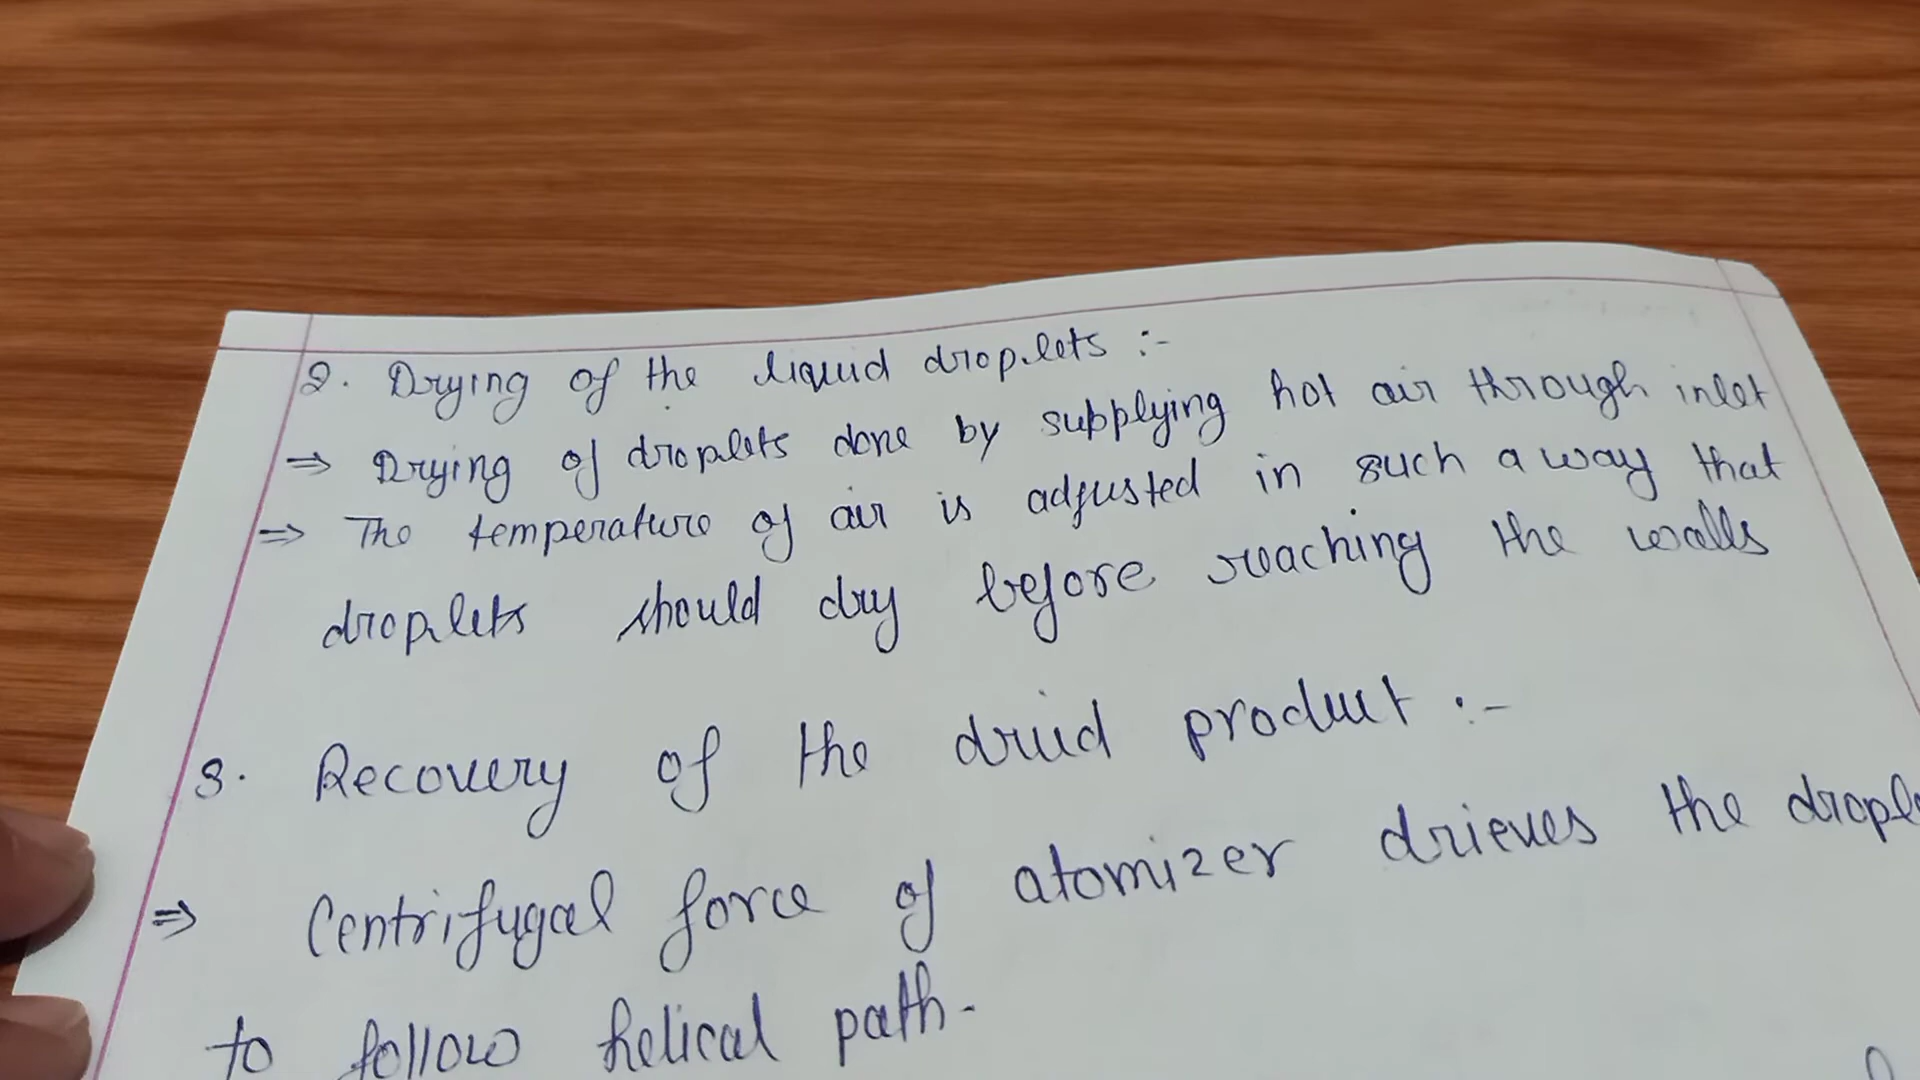 2. Drying of the liquid droplets :-
⇒ Drying of droplets done by supplying hot air through inlet
⇒ The temperature of air is adjusted in such a way that
droplets should dry before reaching the walls
3. Recovery of the dried product :-
⇒ Centrifugal force of atomizer drieves the
to follow helical path.